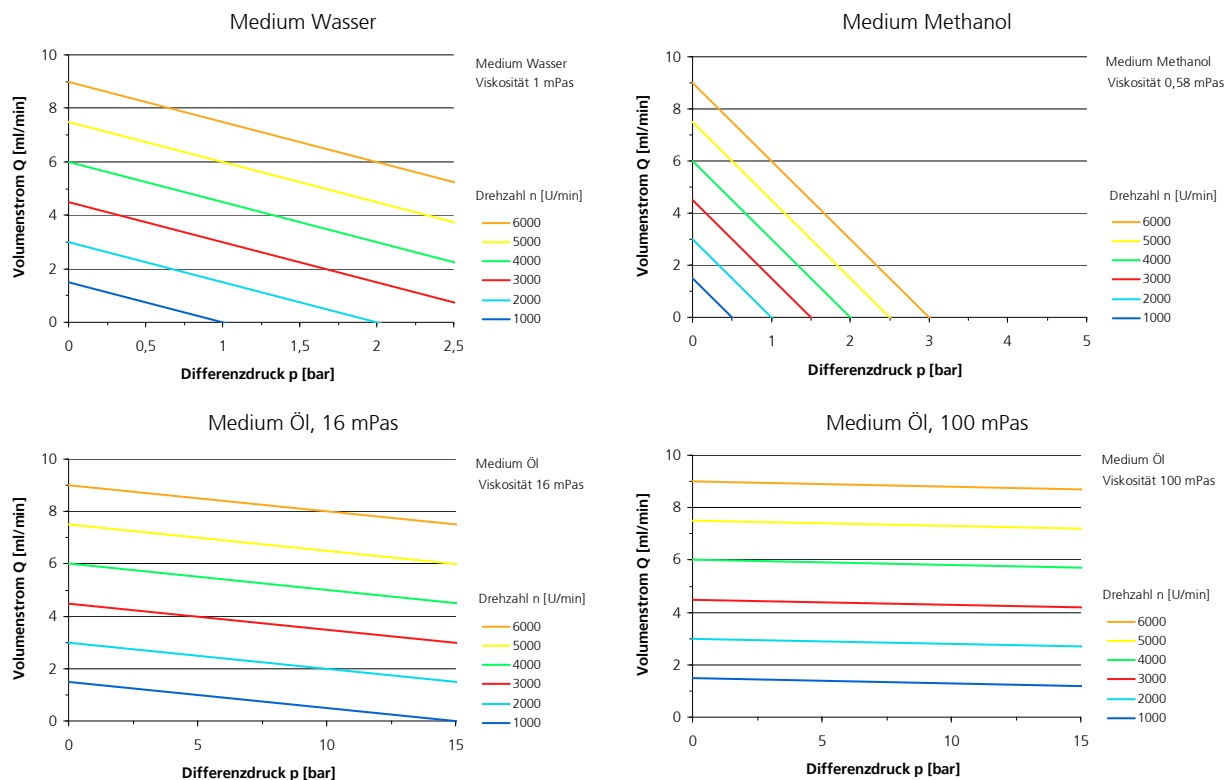 Medium Wasser
10
8
6
4
2
0
Volumenstrom Q [ml/min]
0
0,5
1
1,5
2
2,5
Differenzdruck p [bar]
Medium Wasser
Viskosität 1 mPas
Drehzahl n [U/min]
6000
5000
4000
3000
2000
1000
Medium Methanol
10
8
6
4
2
0
Volumenstrom Q [ml/min]
0
1
2
3
4
5
Differenzdruck p [bar]
Medium Methanol
Viskosität 0,58 mPas
Drehzahl n [U/min]
6000
5000
4000
3000
2000
1000
Medium Öl, 16 mPas
10
8
6
4
2
0
Volumenstrom Q [ml/min]
0
5
10
15
Differenzdruck p [bar]
Medium Öl
Viskosität 16 mPas
Drehzahl n [U/min]
6000
5000
4000
3000
2000
1000
Medium Öl, 100 mPas
10
8
6
4
2
0
Volumenstrom Q [ml/min]
0
5
10
15
Differenzdruck p [bar]
Medium Öl
Viskosität 100 mPas
Drehzahl n [U/min]
6000
5000
4000
3000
2000
1000